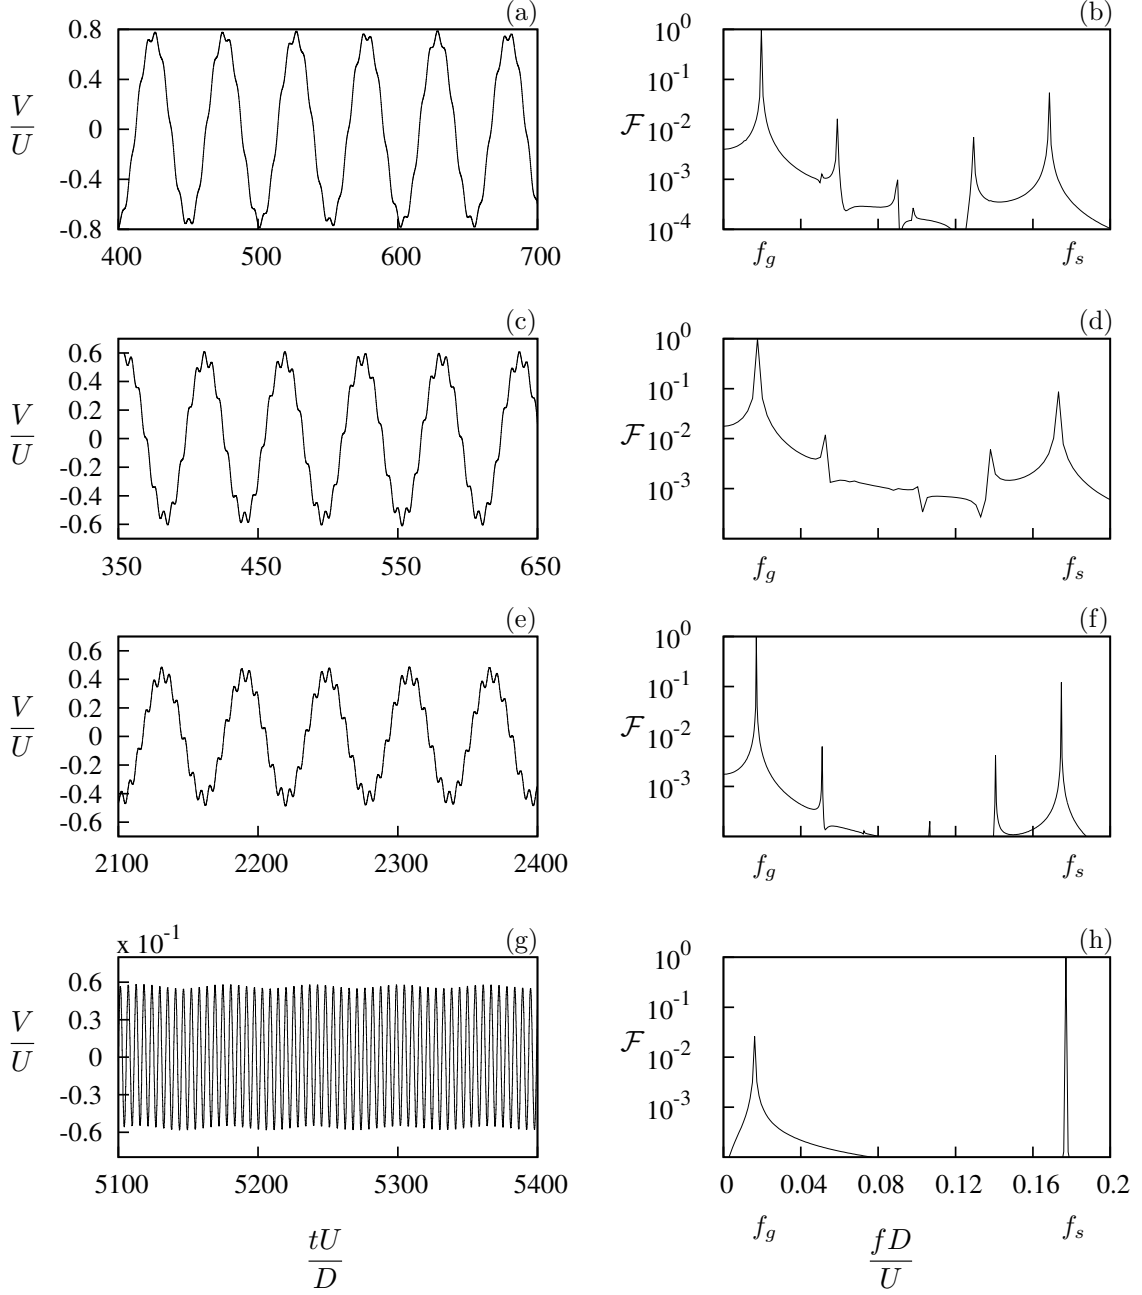 (a)
V/U
0.8
0.4
0
-0.4
-0.8
400 500 600 700
(b)
ℱ
10^0
10^-1
10^-2
10^-3
10^-4
f_g f_s
(c)
V/U
0.6
0.4
0.2
0
-0.2
-0.4
-0.6
350 450 550 650
(d)
ℱ
10^0
10^-1
10^-2
10^-3
f_g f_s
(e)
V/U
0.6
0.4
0.2
0
-0.2
-0.4
-0.6
2100 2200 2300 2400
(f)
ℱ
10^0
10^-1
10^-2
10^-3
f_g f_s
x 10^-1 (g)
V/U
0.6
0.3
0
-0.3
-0.6
5100 5200 5300 5400
tU/D
(h)
ℱ
10^0
10^-1
10^-2
10^-3
0 0.04 0.08 0.12 0.16 0.2
f_g f_s
fD/U